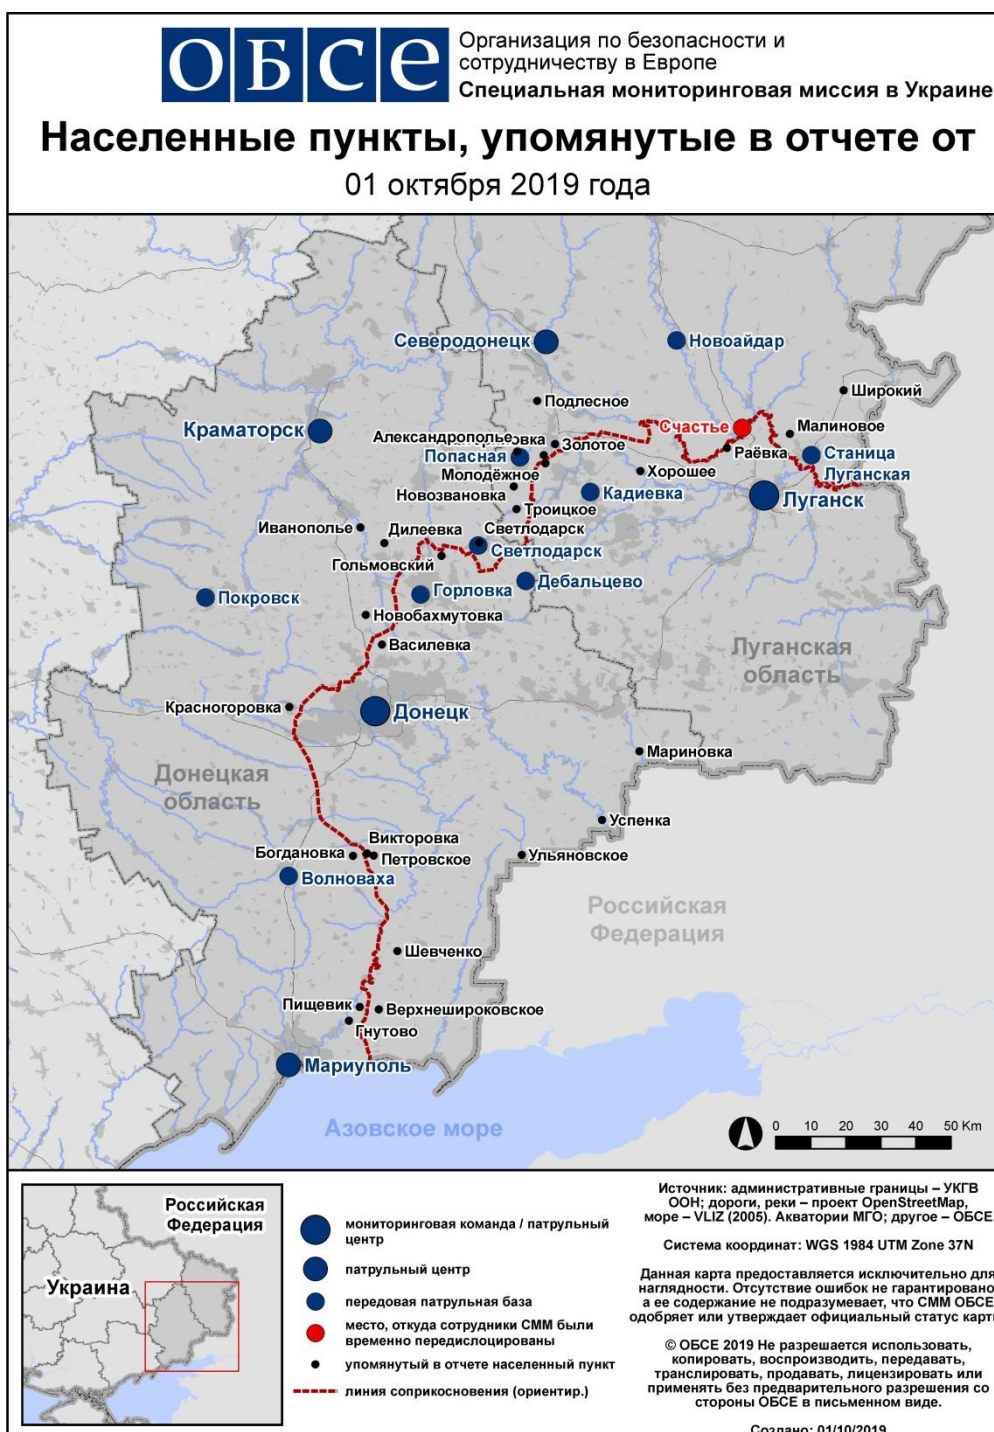 ОБСЕ
Организация по безопасности и
сотрудничеству в Европе
Специальная мониторинговая миссия в Украине
Населенные пункты, упомянутые в отчете от
01 октября 2019 года
Северодонецк
Новоайдар
Широкий
Подлесное
Краматорск
Счастье
Малиновое
Александрополье
Золотое
Попасная
Раёвка
Станица
Луганская
Молодёжное
Хорошее
Новозвановка
Кадиевка
Луганск
Троицкое
Иванополье
Дилеевка
Светлодарск
Светлодарск
Гольмовский
Дебальцево
Покровск
Горловка
Новобахмутовка
Василевка
Луганская
область
Красногоровка
Донецк
Мариновка
Донецкая
область
Успенка
Викторовка
Богдановка
Петровское
Ульяновское
Волноваха
Российская
Федерация
Шевченко
Пищевик
Верхнешироковское
Гнутово
Мариуполь
Азовское море
0 10 20 30 40 50 Km
Российская
Федерация
Украина
мониторинговая команда / патрульный
центр
патрульный центр
передовая патрульная база
место, откуда сотрудники СММ были
временно передислоцированы
упомянутый в отчете населенный пункт
линия соприкосновения (ориентир.)
Источник: административные границы – УКГВ
ООН; дороги, реки – проект OpenStreetMap,
море – VLIZ (2005). Акватории МГО; другое – ОБСЕ.
Система координат: WGS 1984 UTM Zone 37N
Данная карта предоставляется исключительно для
наглядности. Отсутствие ошибок не гарантировано
а ее содержание не подразумевает, что СММ ОБСЕ
одобряет или утверждает официальный статус карт
© ОБСЕ 2019 Не разрешается использовать,
копировать, воспроизводить, передавать,
транслировать, продавать, лицензировать или
применять без предварительного разрешения со
стороны ОБСЕ в письменном виде.
Создано: 01/10/2019